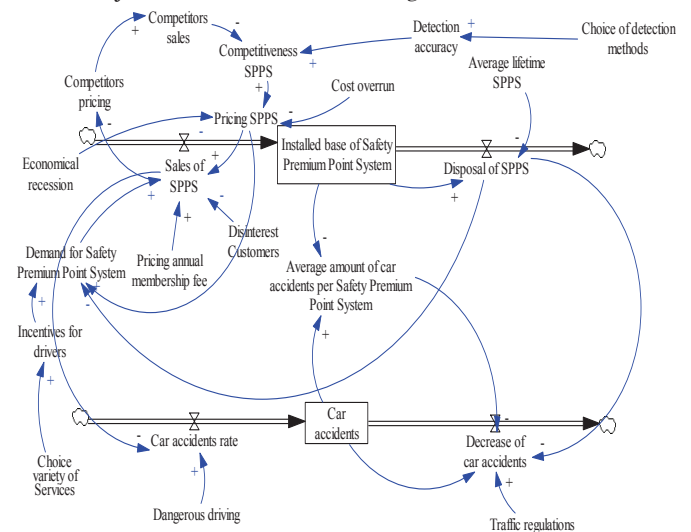 Competitors
sales
Detection
accuracy
Choice of detection
methods
Competitiveness
SPPS
Average lifetime
SPPS
Competitors
pricing
Cost overrun
Pricing SPPS
Installed base of Safety
Premium Point System
Economical
recession
Sales of
SPPS
Disposal of SPPS
Disinterest
Customers
Demand for Safety
Premium Point System
Pricing annual
membership fee
Average amount of car
accidents per Safety Premium
Point System
Incentives for
drivers
Car
accidents
Car accidents rate
Decrease of
car accidents
Choice
variety of
Services
Dangerous driving
Traffic regulations